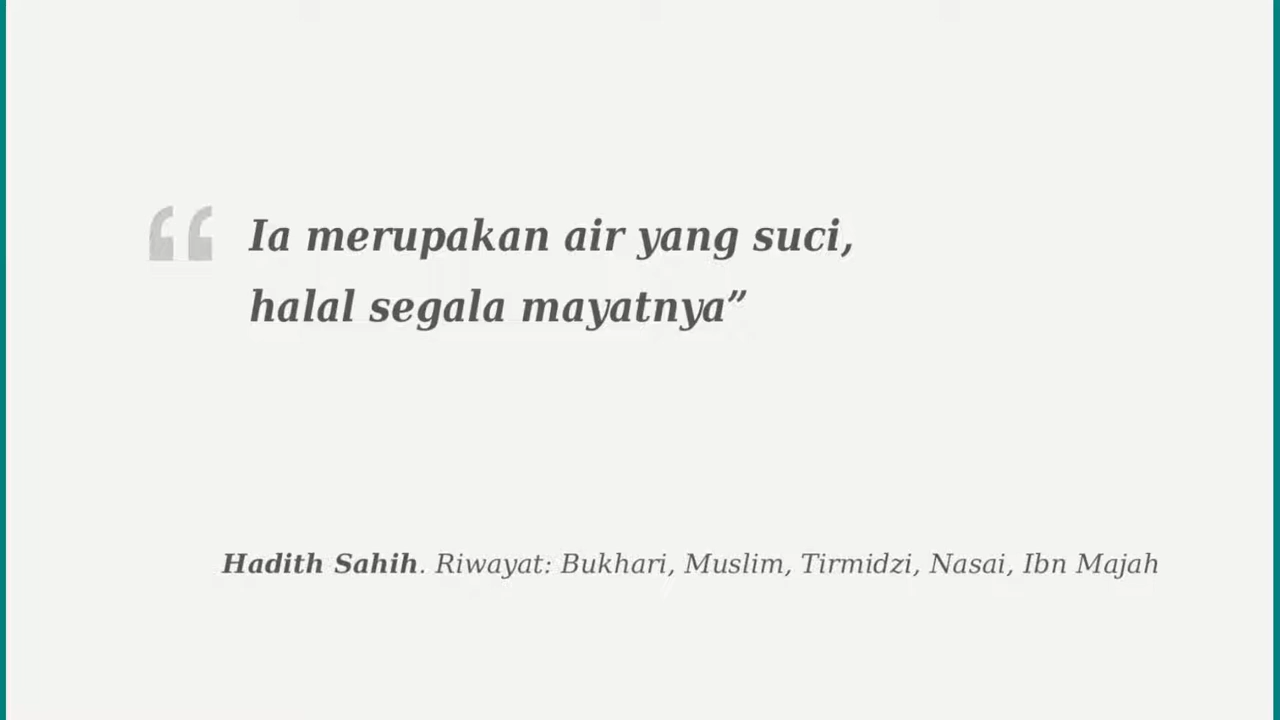 “ Ia merupakan air yang suci,
halal segala mayatnya”
Hadith Sahih. Riwayat: Bukhari, Muslim, Tirmidzi, Nasai, Ibn Majah